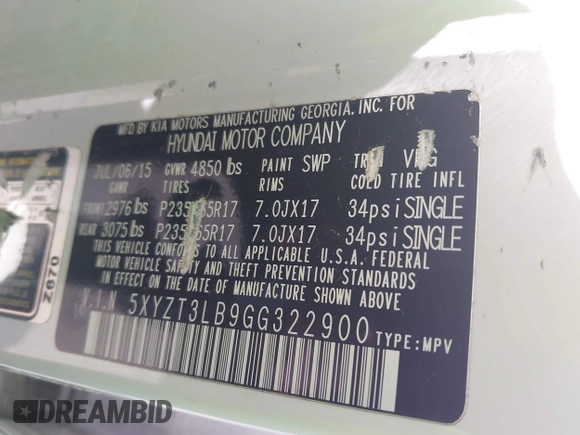 MFD BY KIA MOTORS MANUFACTURING GEORGIA, INC. FOR
HYUNDAI MOTOR COMPANY
JUL/06/15 GVWR 4850 lbs PAINT SWP TRIM
GAWR TIRES RIMS COLD TIRE INFL
FRONT 2976 lbs 7.0JX17 34psi SINGLE
REAR 3075 lbs 7.0JX17 34psi SINGLE
THIS VEHICLE CONFORMS TO ALL APPLICABLE U.S.A. FEDERAL
MOTOR VEHICLE SAFETY AND THEFT PREVENTION STANDARDS
IN EFFECT ON THE DATE OF MANUFACTURE SHOWN ABOVE.
V.I.N 5XYZT3LB9GG322900
TYPE:MPV
Z670
DREAMBID